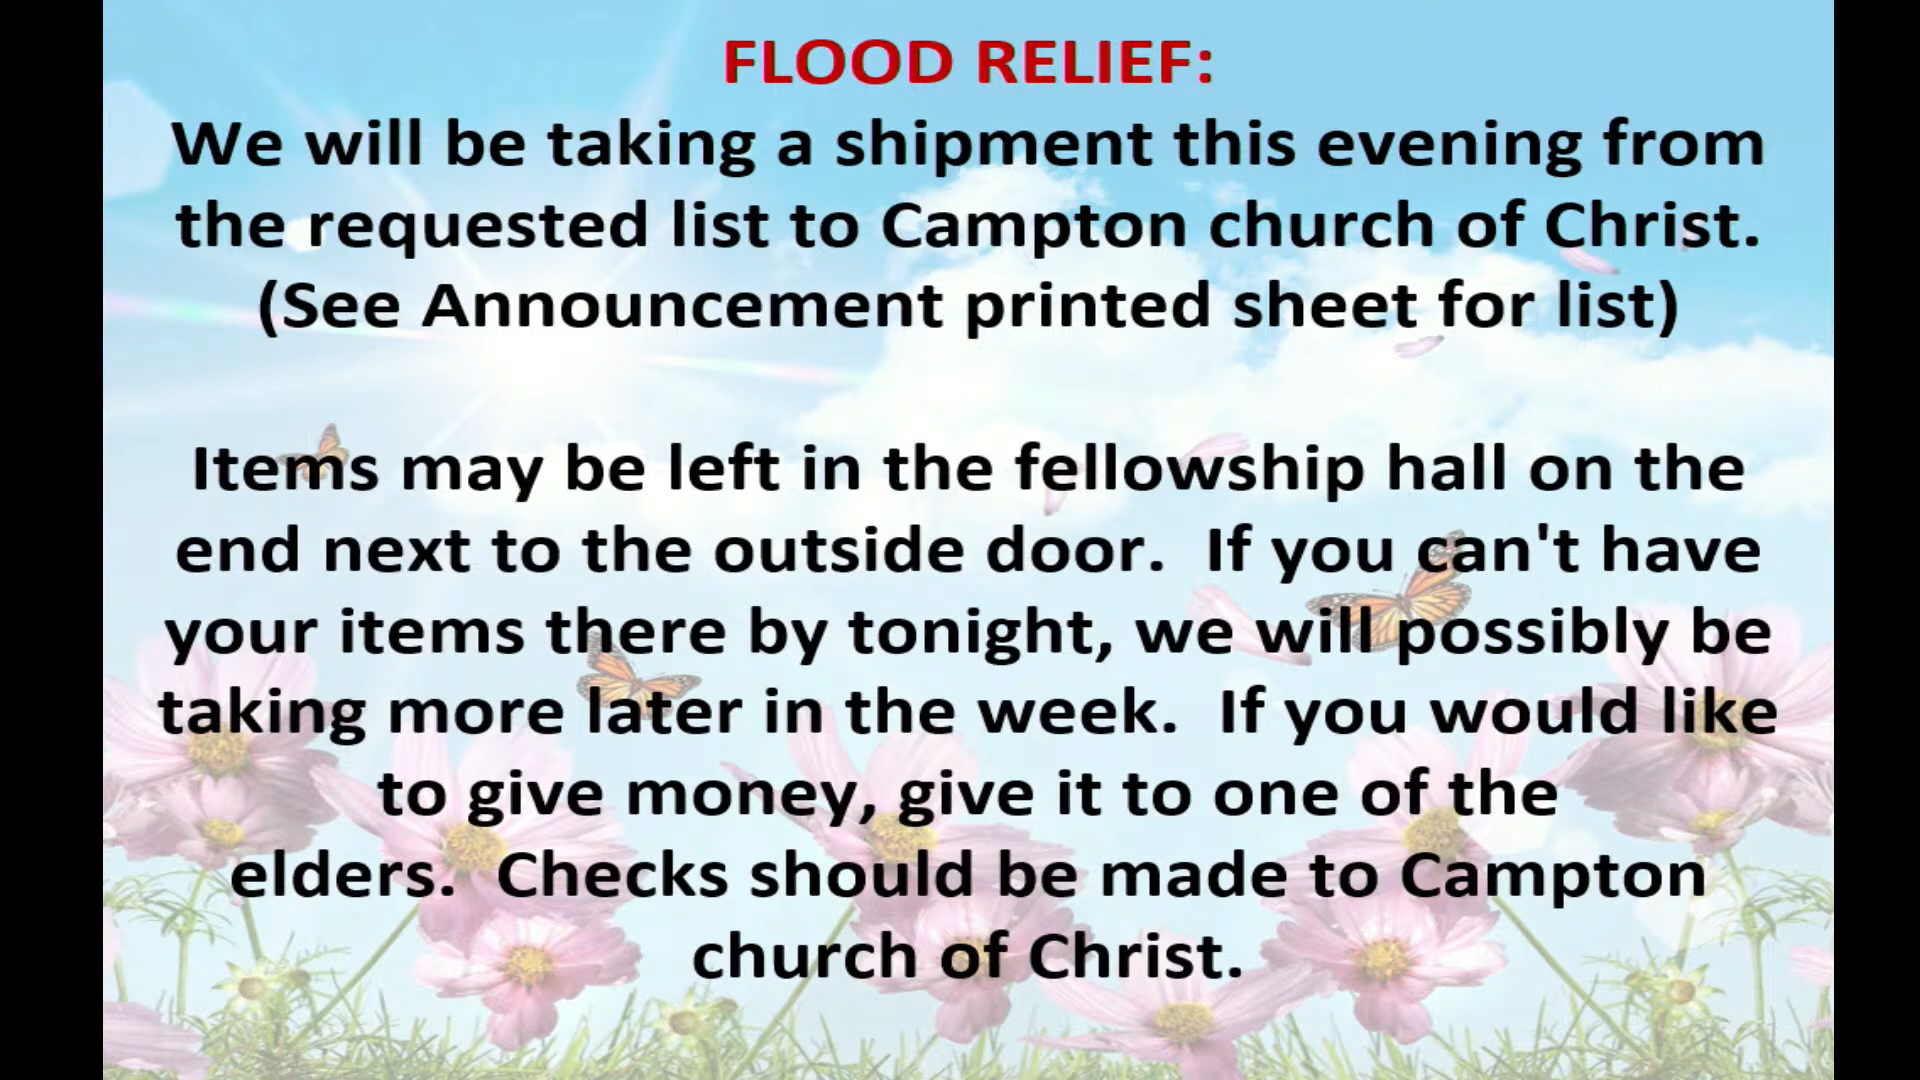 FLOOD RELIEF:
We will be taking a shipment this evening from
the requested list to Campton church of Christ.
(See Announcement printed sheet for list)
Items may be left in the fellowship hall on the
end next to the outside door.  If you can't have
your items there by tonight, we will possibly be
taking more later in the week.  If you would like
to give money, give it to one of the
elders.  Checks should be made to Campton
church of Christ.